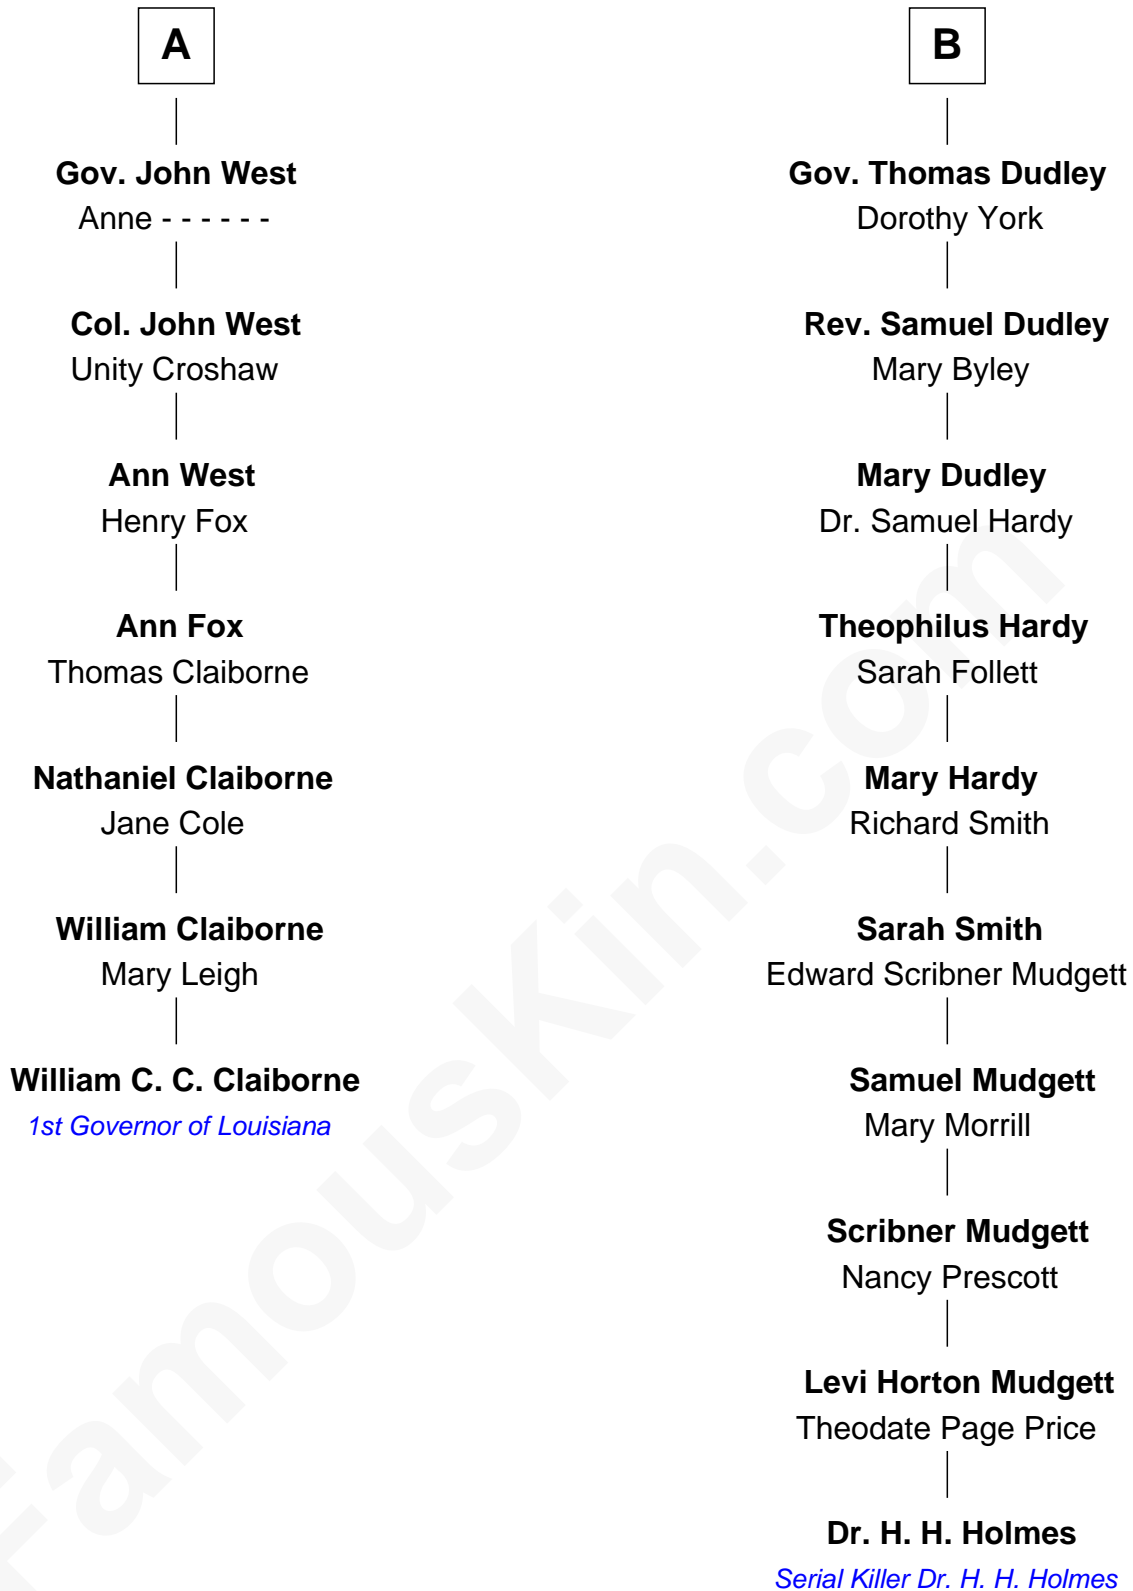 A
Gov. John West
Anne - - - - - -
Col. John West
Unity Croshaw
Ann West
Henry Fox
Ann Fox
Thomas Claiborne
Nathaniel Claiborne
Jane Cole
William Claiborne
Mary Leigh
William C. C. Claiborne
1st Governor of Louisiana
B
Gov. Thomas Dudley
Dorothy York
Rev. Samuel Dudley
Mary Byley
Mary Dudley
Dr. Samuel Hardy
Theophilus Hardy
Sarah Follett
Mary Hardy
Richard Smith
Sarah Smith
Edward Scribner Mudgett
Samuel Mudgett
Mary Morrill
Scribner Mudgett
Nancy Prescott
Levi Horton Mudgett
Theodate Page Price
Dr. H. H. Holmes
Serial Killer Dr. H. H. Holmes
FamousKin.com